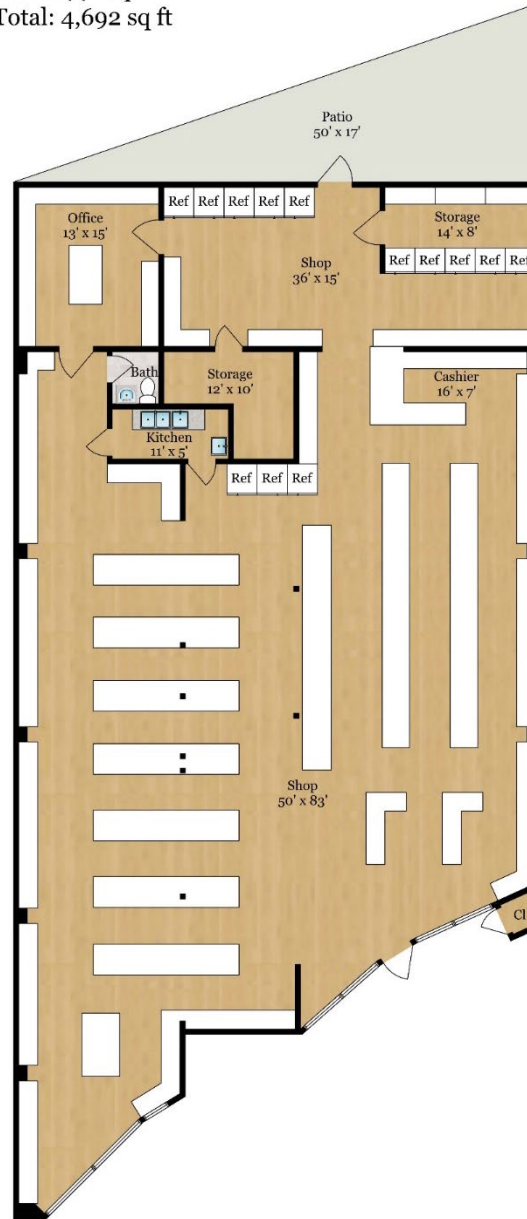 Total: 4,692 sq ft
Patio
50' x 17'
Ref Ref Ref Ref Ref
Office
13' x 15'
Storage
14' x 8'
Shop
36' x 15'
Ref Ref Ref Ref Ref
Bath
Storage
12' x 10'
Cashier
16' x 7'
Kitchen
11' x 5'
Ref Ref Ref
Shop
50' x 83'
Cl